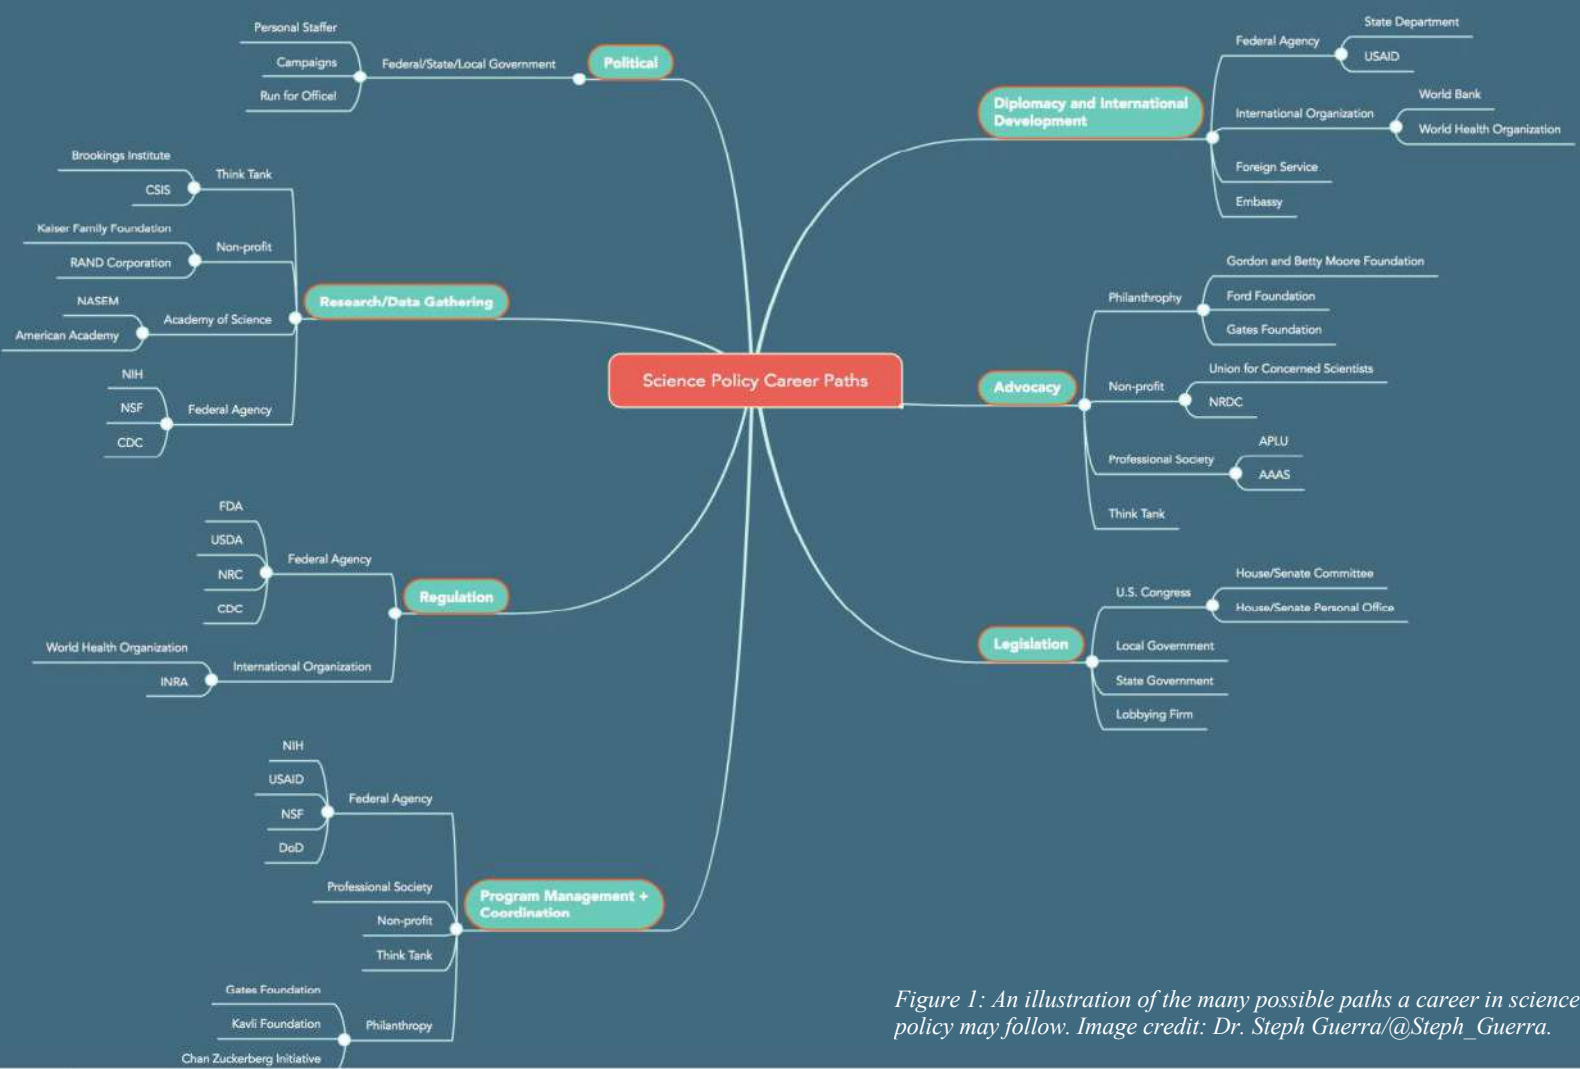 Personal Staffer
Campaigns
Run for Office!
Federal/State/Local Government
Political
Brookings Institute
CSIS
Think Tank
Kaiser Family Foundation
RAND Corporation
Non-profit
NASEM
American Academy
Academy of Science
NIH
NSF
CDC
Federal Agency
Research/Data Gathering
FDA
USDA
NRC
CDC
Federal Agency
World Health Organization
INRA
International Organization
Regulation
NIH
USAID
NSF
DoD
Federal Agency
Professional Society
Non-profit
Think Tank
Gates Foundation
Kavli Foundation
Chan Zuckerberg Initiative
Philanthropy
Program Management +
Coordination
Science Policy Career Paths
Diplomacy and International
Development
Federal Agency
State Department
USAID
International Organization
World Bank
World Health Organization
Foreign Service
Embassy
Advocacy
Philanthrophy
Gordon and Betty Moore Foundation
Ford Foundation
Gates Foundation
Non-profit
Union for Concerned Scientists
NRDC
Professional Society
APLU
AAAS
Think Tank
Legislation
U.S. Congress
House/Senate Committee
House/Senate Personal Office
Local Government
State Government
Lobbying Firm
Figure 1: An illustration of the many possible paths a career in science
policy may follow. Image credit: Dr. Steph Guerra/@Steph_Guerra.